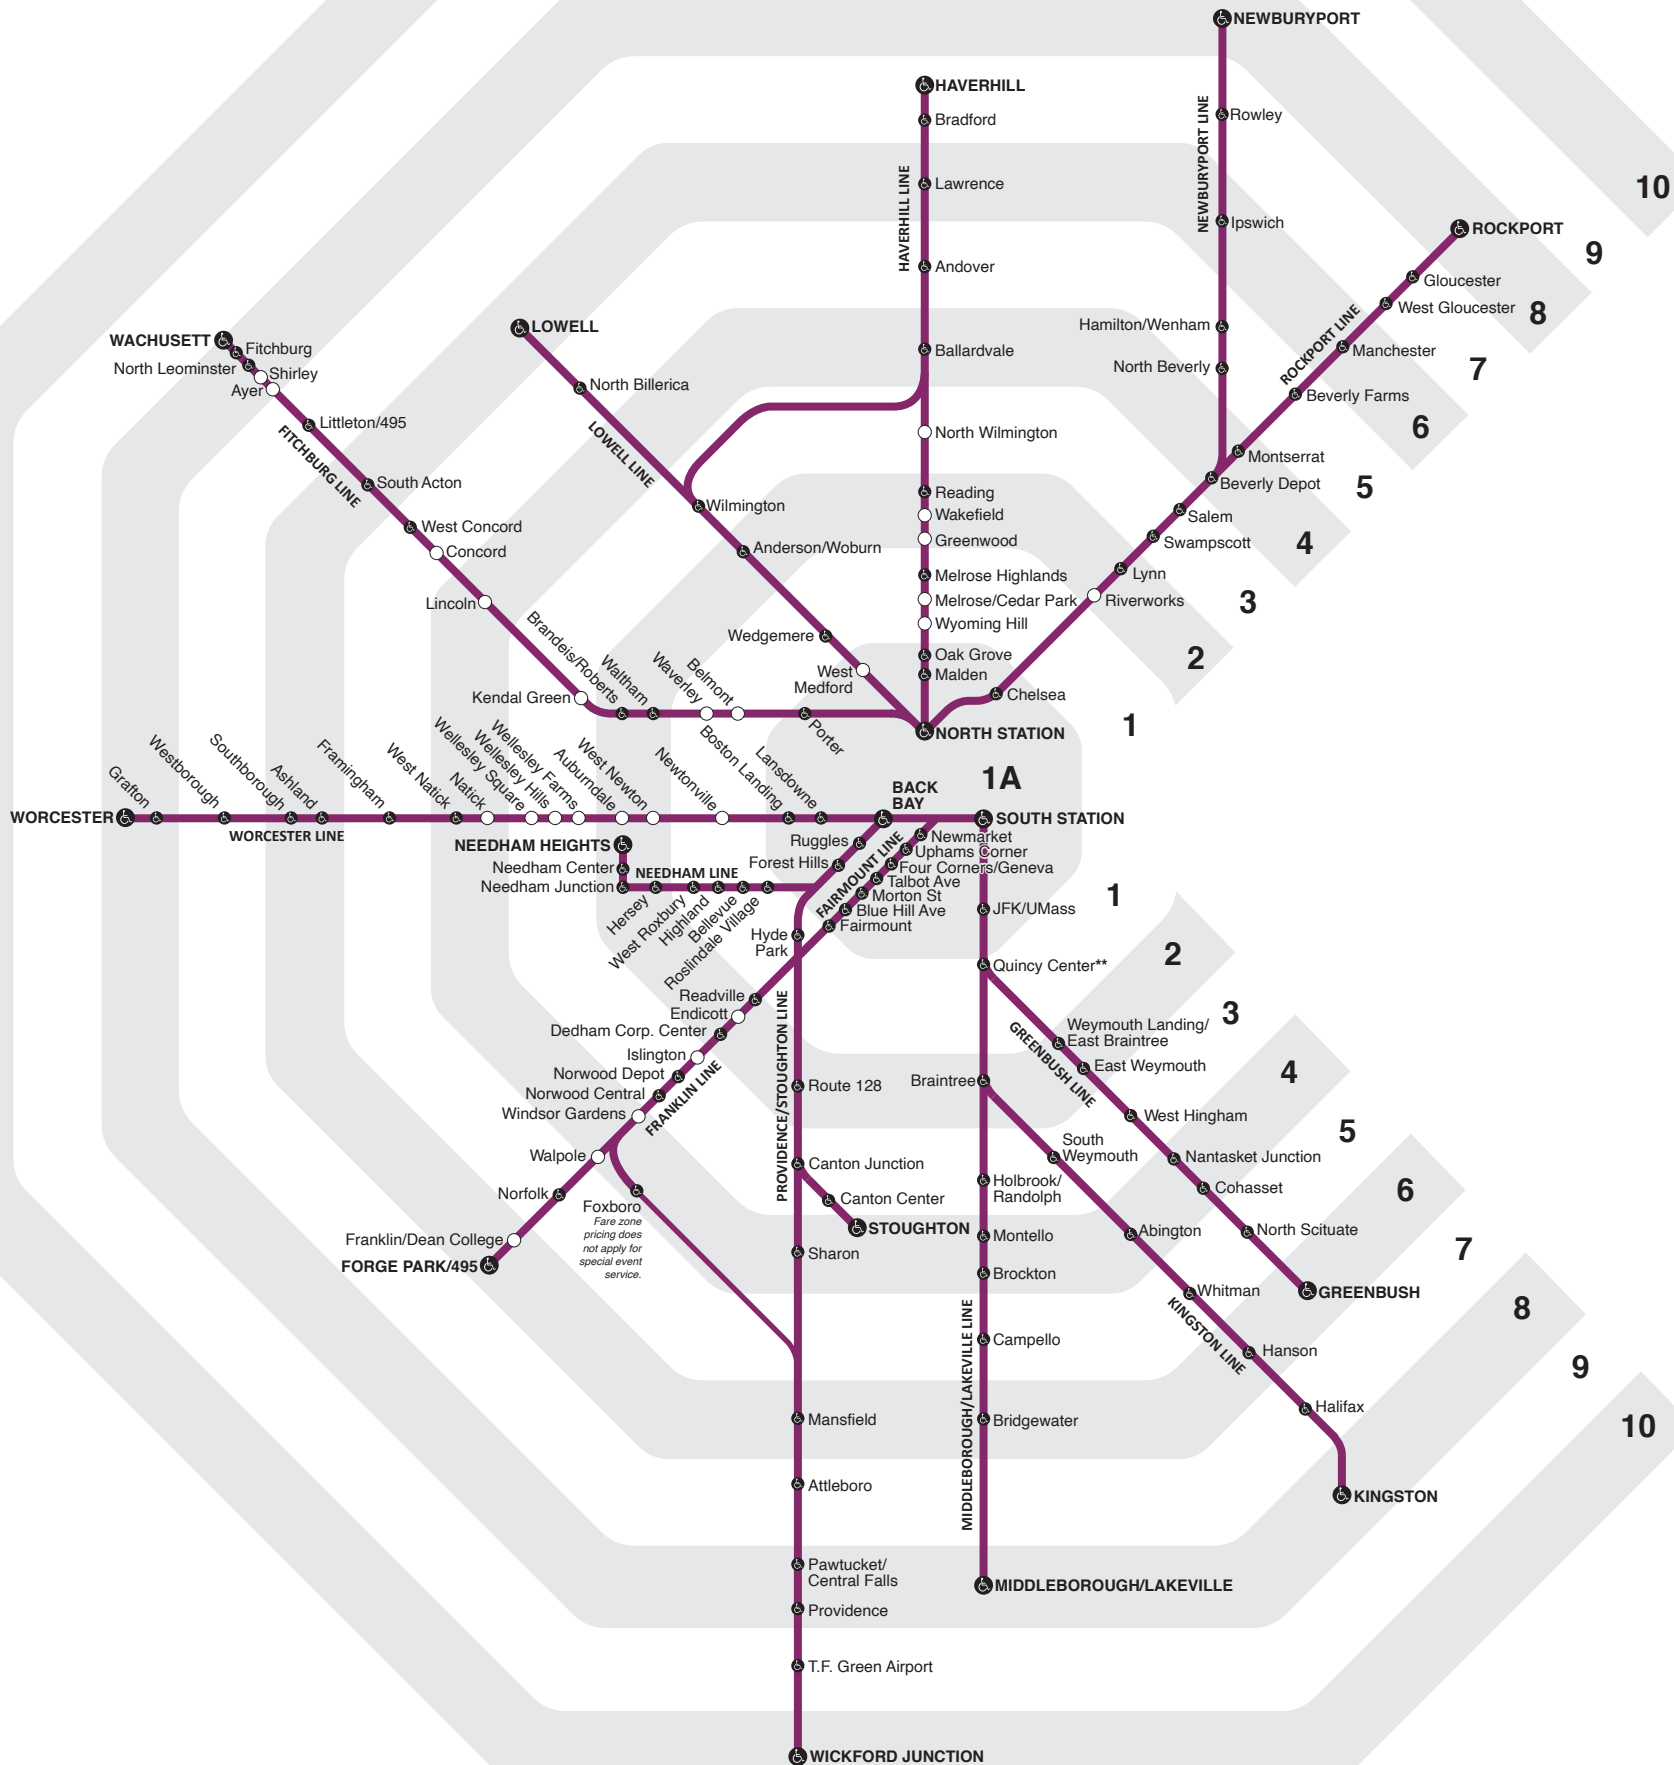 NEWBURYPORT
HAVERHILL
Bradford
Rowley
NEWBURYPORT LINE
HAVERHILL LINE
Lawrence
10
Ipswich
ROCKPORT
9
Andover
Gloucester
West Gloucester
8
LOWELL
Hamilton/Wenham
ROCKPORT LINE
WACHUSETT
Fitchburg
North Leominster
Shirley
Ayer
Ballardvale
Manchester
North Beverly
7
North Billerica
Beverly Farms
Littleton/495
FITCHBURG LINE
LOWELL LINE
North Wilmington
6
Montserrat
South Acton
Beverly Depot
5
Reading
Wilmington
Wakefield
Salem
West Concord
Greenwood
Swampscott
4
Concord
Anderson/Woburn
Melrose Highlands
Lynn
Lincoln
Melrose/Cedar Park
Riverworks
3
Wyoming Hill
Wedgemere
Oak Grove
2
Brandeis/Roberts
Waltham
Waverley
Belmont
West
Medford
Malden
Kendal Green
Chelsea
Porter
NORTH STATION
1
Grafton
Westborough
Southborough
Ashland
Framingham
West Natick
Natick
Wellesley Square
Wellesley Hills
Wellesley Farms
Auburndale
West Newton
Newtonville
Boston Landing
Lansdowne
1A
BACK
BAY
WORCESTER
WORCESTER LINE
SOUTH STATION
NEEDHAM HEIGHTS
Needham Center
Needham Junction
NEEDHAM LINE
Ruggles
Forest Hills
FAIRMOUNT LINE
Newmarket
Uphams Corner
Four Corners/Geneva
Talbot Ave
Morton St
Blue Hill Ave
Fairmount
Hersey
West Roxbury
Highland
Bellevue
Roslindale Village
Hyde
Park
1
JFK/UMass
2
Quincy Center**
Readville
Endicott
Dedham Corp. Center
Islington
Norwood Depot
Norwood Central
Windsor Gardens
FRANKLIN LINE
PROVIDENCE/STOUGHTON LINE
3
Weymouth Landing/
East Braintree
GREENBUSH LINE
East Weymouth
4
Route 128
Braintree
West Hingham
5
Walpole
Canton Junction
South
Weymouth
Nantasket Junction
Norfolk
Foxboro
Fare zone
pricing does
not apply for
special event
service.
Canton Center
Holbrook/
Randolph
Cohasset
6
STOUGHTON
Franklin/Dean College
FORGE PARK/495
Sharon
Montello
Abington
North Scituate
7
Brockton
Whitman
GREENBUSH
8
KINGSTON LINE
MIDDLEBOROUGH/LAKEVILLE LINE
Campello
Hanson
9
Mansfield
Bridgewater
Halifax
10
Attleboro
KINGSTON
Pawtucket/
Central Falls
MIDDLEBOROUGH/LAKEVILLE
Providence
T.F. Green Airport
WICKFORD JUNCTION